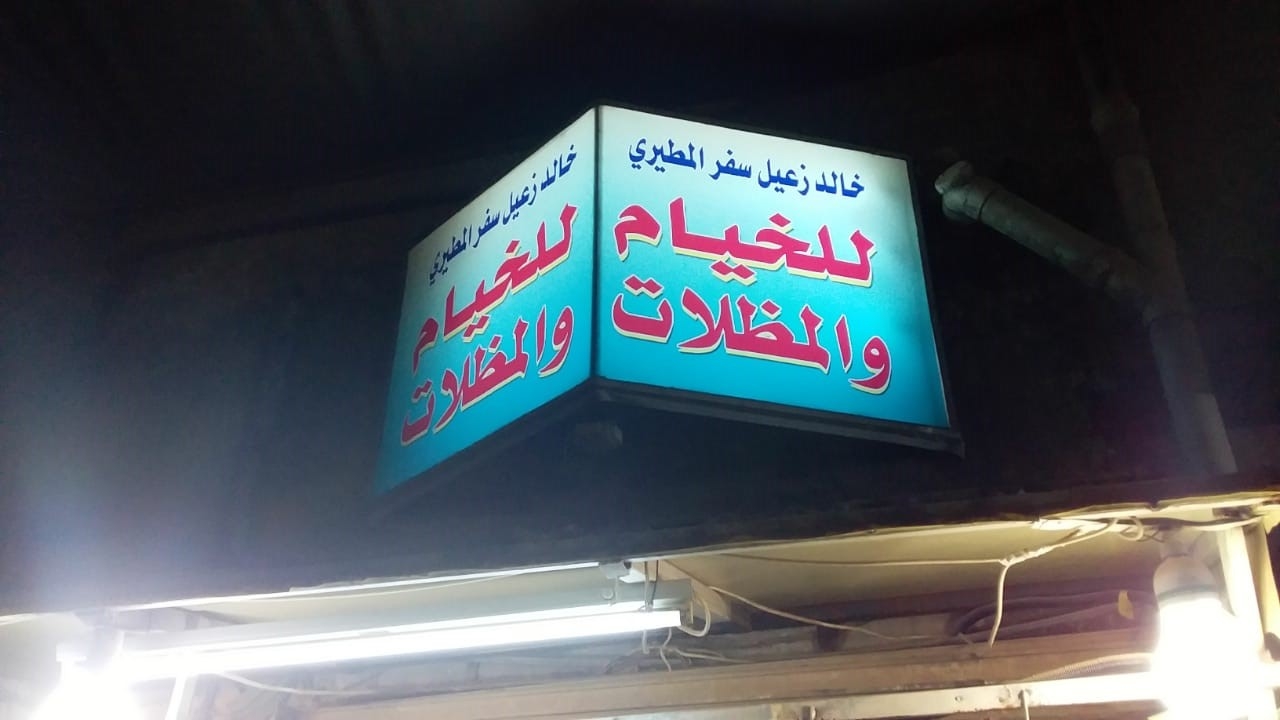 خالد زعيل سفر المطيري
للخيام
والمظلات
خالد زعيل سفر المطيري
للخيام
والمظلات